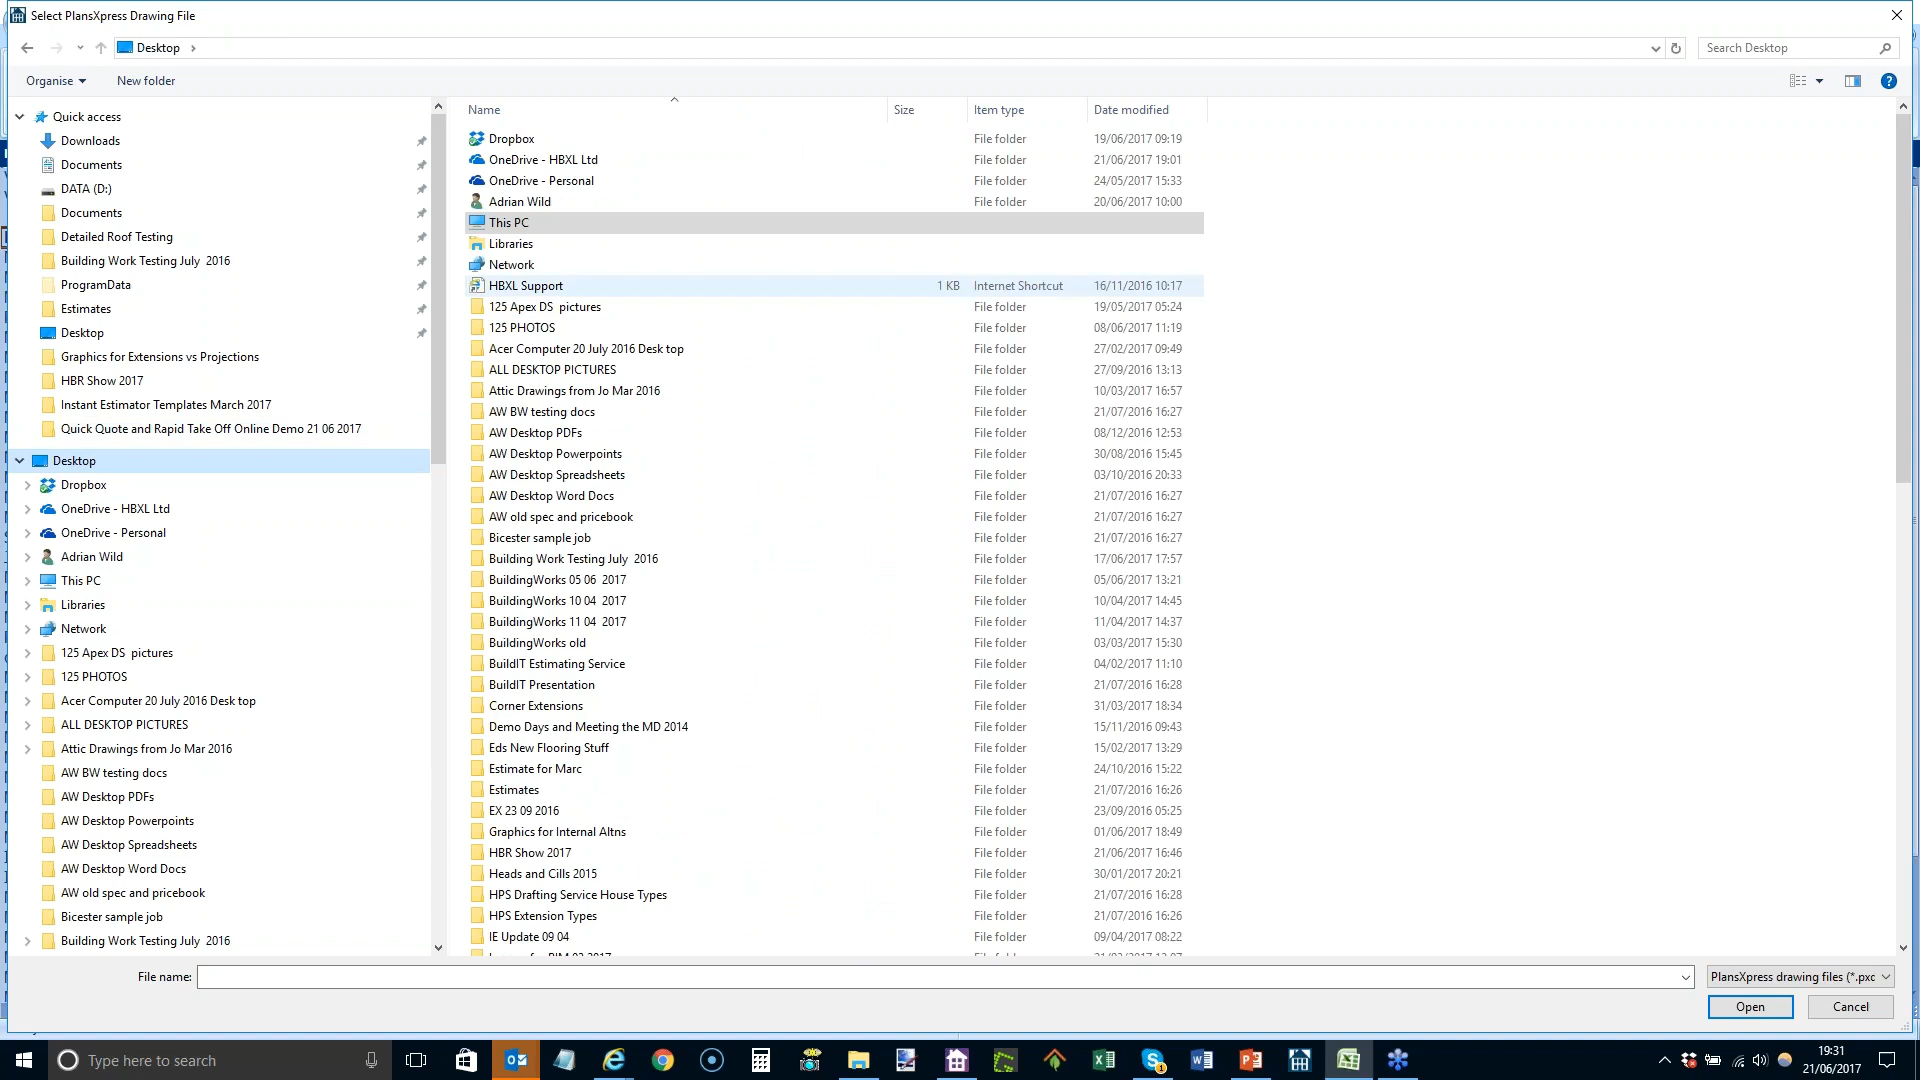 Select PlansXpress Drawing File
Desktop
Search Desktop
Organise
New folder
Quick access
Downloads
Documents
DATA (D:)
Documents
Detailed Roof Testing
Building Work Testing July 2016
ProgramData
Estimates
Desktop
Graphics for Extensions vs Projections
HBR Show 2017
Instant Estimator Templates March 2017
Quick Quote and Rapid Take Off Online Demo 21 06 2017
Desktop
Dropbox
OneDrive - HBXL Ltd
OneDrive - Personal
Adrian Wild
This PC
Libraries
Network
125 Apex DS pictures
125 PHOTOS
Acer Computer 20 July 2016 Desk top
ALL DESKTOP PICTURES
Attic Drawings from Jo Mar 2016
AW BW testing docs
AW Desktop PDFs
AW Desktop Powerpoints
AW Desktop Spreadsheets
AW Desktop Word Docs
AW old spec and pricebook
Bicester sample job
Building Work Testing July 2016
Name Size Item type Date modified
Dropbox File folder 19/06/2017 09:19
OneDrive - HBXL Ltd File folder 21/06/2017 19:01
OneDrive - Personal File folder 24/05/2017 15:33
Adrian Wild File folder 20/06/2017 10:00
This PC
Libraries
Network
HBXL Support 1 KB Internet Shortcut 16/11/2016 10:17
125 Apex DS pictures File folder 19/05/2017 05:24
125 PHOTOS File folder 08/06/2017 11:19
Acer Computer 20 July 2016 Desk top File folder 27/02/2017 09:49
ALL DESKTOP PICTURES File folder 27/09/2016 13:13
Attic Drawings from Jo Mar 2016 File folder 10/03/2017 16:57
AW BW testing docs File folder 21/07/2016 16:27
AW Desktop PDFs File folder 08/12/2016 12:53
AW Desktop Powerpoints File folder 30/08/2016 15:45
AW Desktop Spreadsheets File folder 03/10/2016 20:33
AW Desktop Word Docs File folder 21/07/2016 16:27
AW old spec and pricebook File folder 21/07/2016 16:27
Bicester sample job File folder 21/07/2016 16:27
Building Work Testing July 2016 File folder 17/06/2017 17:57
BuildingWorks 05 06 2017 File folder 05/06/2017 13:21
BuildingWorks 10 04 2017 File folder 10/04/2017 14:45
BuildingWorks 11 04 2017 File folder 11/04/2017 14:37
BuildingWorks old File folder 03/03/2017 15:30
BuildIT Estimating Service File folder 04/02/2017 11:10
BuildIT Presentation File folder 21/07/2016 16:28
Corner Extensions File folder 31/03/2017 18:34
Demo Days and Meeting the MD 2014 File folder 15/11/2016 09:43
Eds New Flooring Stuff File folder 15/02/2017 13:29
Estimate for Marc File folder 24/10/2016 15:22
Estimates File folder 21/07/2016 16:26
EX 23 09 2016 File folder 23/09/2016 05:25
Graphics for Internal Altns File folder 01/06/2017 18:49
HBR Show 2017 File folder 21/06/2017 16:46
Heads and Cills 2015 File folder 30/01/2017 20:21
HPS Drafting Service House Types File folder 21/07/2016 16:28
HPS Extension Types File folder 21/07/2016 16:26
IE Update 09 04 File folder 09/04/2017 08:22
File name:
PlansXpress drawing files (*.pxc
Open
Cancel
Type here to search
19:31
21/06/2017